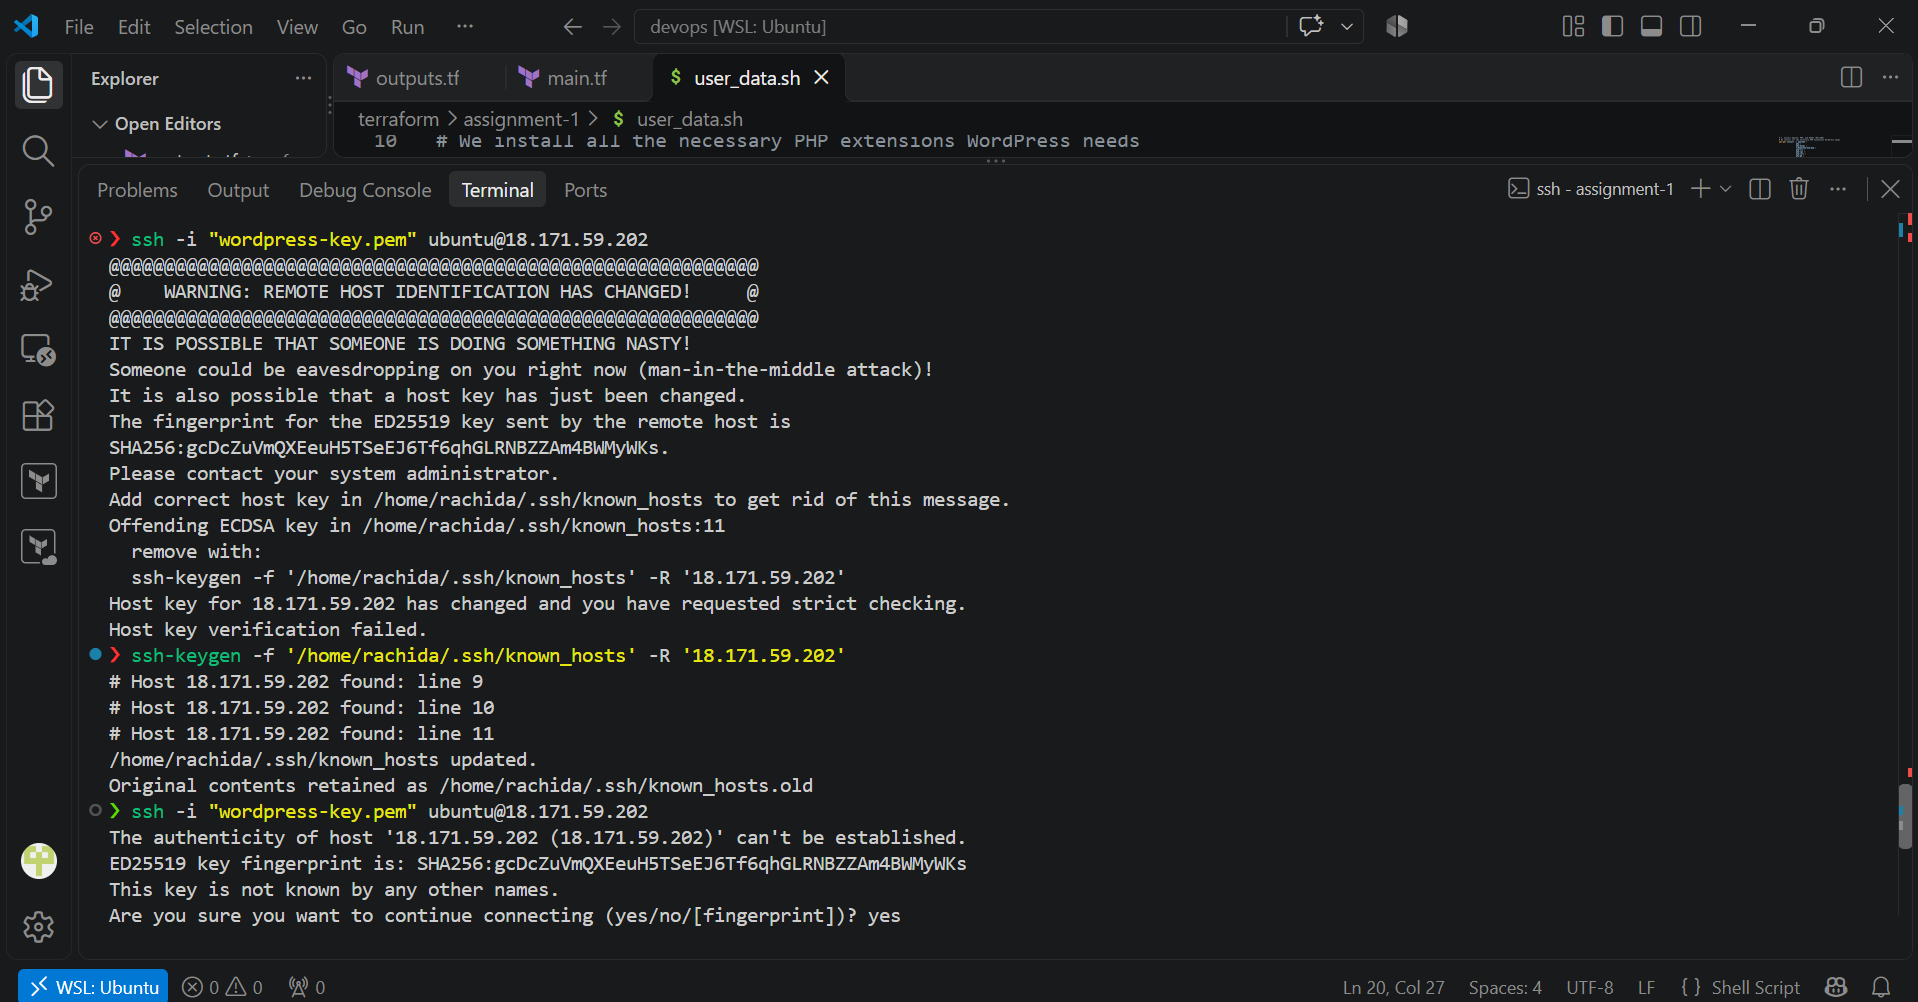 File Edit Selection View Go Run ··· devops [WSL: Ubuntu]
Explorer ···
outputs.tf main.tf $ user_data.sh ···
Open Editors
terraform > assignment-1 > $ user_data.sh
10 # We install all the necessary PHP extensions WordPress needs
Problems Output Debug Console Terminal Ports ssh - assignment-1 ···
❯ ssh -i "wordpress-key.pem" ubuntu@18.171.59.202
@@@@@@@@@@@@@@@@@@@@@@@@@@@@@@@@@@@@@@@@@@@@@@@@@@@@@@@@@@@
@    WARNING: REMOTE HOST IDENTIFICATION HAS CHANGED!     @
@@@@@@@@@@@@@@@@@@@@@@@@@@@@@@@@@@@@@@@@@@@@@@@@@@@@@@@@@@@
IT IS POSSIBLE THAT SOMEONE IS DOING SOMETHING NASTY!
Someone could be eavesdropping on you right now (man-in-the-middle attack)!
It is also possible that a host key has just been changed.
The fingerprint for the ED25519 key sent by the remote host is
SHA256:gcDcZuVmQXEeuH5TSeEJ6Tf6qhGLRNBZZAm4BWMyWKs.
Please contact your system administrator.
Add correct host key in /home/rachida/.ssh/known_hosts to get rid of this message.
Offending ECDSA key in /home/rachida/.ssh/known_hosts:11
  remove with:
  ssh-keygen -f '/home/rachida/.ssh/known_hosts' -R '18.171.59.202'
Host key for 18.171.59.202 has changed and you have requested strict checking.
Host key verification failed.
❯ ssh-keygen -f '/home/rachida/.ssh/known_hosts' -R '18.171.59.202'
# Host 18.171.59.202 found: line 9
# Host 18.171.59.202 found: line 10
# Host 18.171.59.202 found: line 11
/home/rachida/.ssh/known_hosts updated.
Original contents retained as /home/rachida/.ssh/known_hosts.old
❯ ssh -i "wordpress-key.pem" ubuntu@18.171.59.202
The authenticity of host '18.171.59.202 (18.171.59.202)' can't be established.
ED25519 key fingerprint is: SHA256:gcDcZuVmQXEeuH5TSeEJ6Tf6qhGLRNBZZAm4BWMyWKs
This key is not known by any other names.
Are you sure you want to continue connecting (yes/no/[fingerprint])? yes
WSL: Ubuntu 0 0 0 Ln 20, Col 27 Spaces: 4 UTF-8 LF { } Shell Script